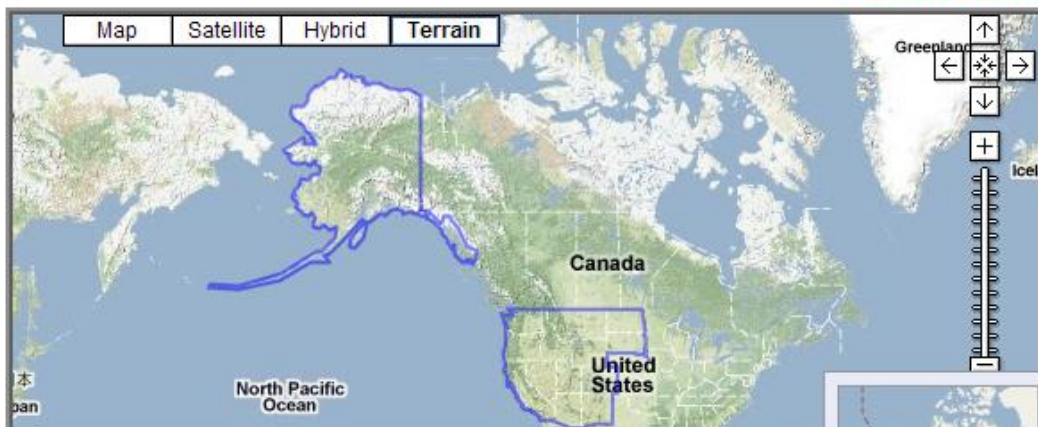 Map Satellite Hybrid Terrain
Greenland
Icel
Canada
United
States
North Pacific
Ocean
本
pan